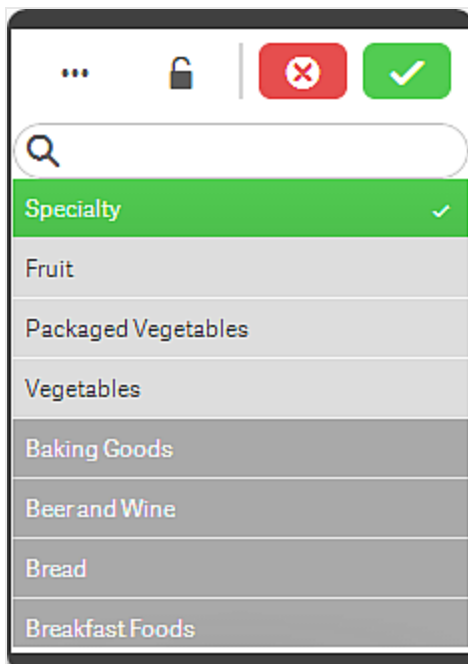 Specialty
Fruit
Packaged Vegetables
Vegetables
Baking Goods
Beer and Wine
Bread
Breakfast Foods